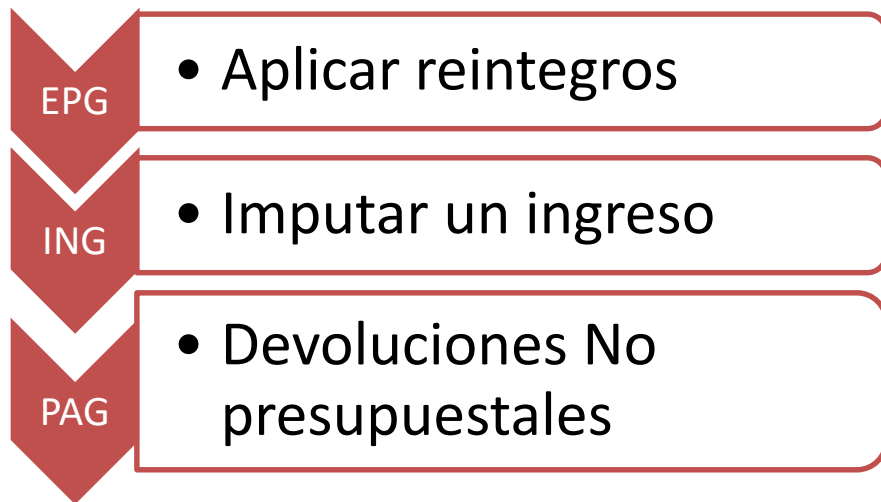 EPG
• Aplicar reintegros
ING
• Imputar un ingreso
PAG
• Devoluciones No
presupuestales